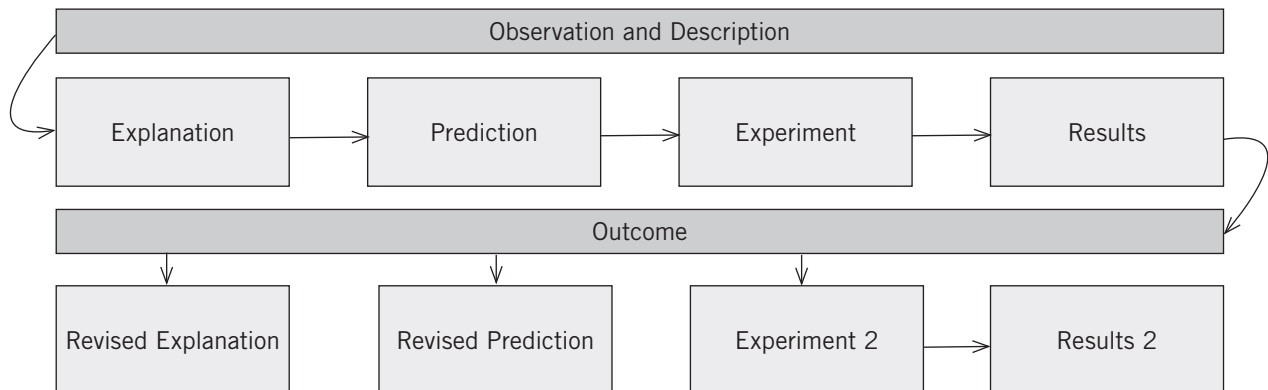 Observation and Description
Explanation
Prediction
Experiment
Results
Outcome
Revised Explanation
Revised Prediction
Experiment 2
Results 2